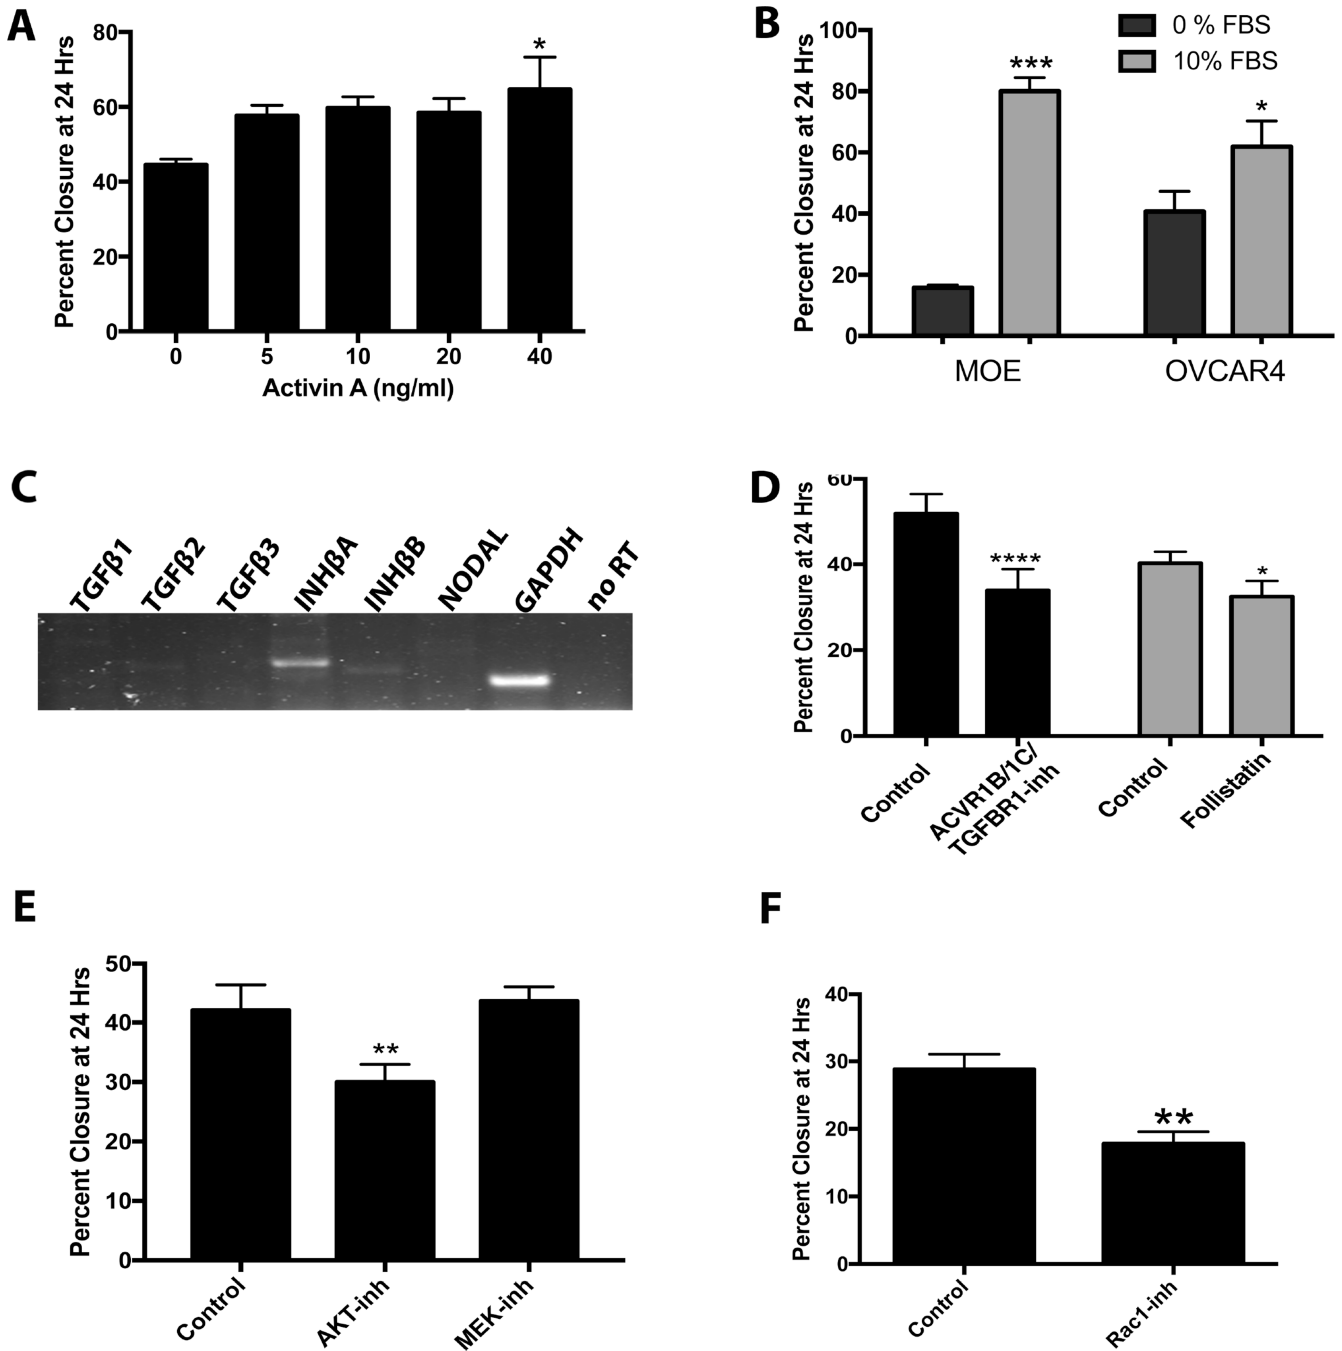 A
Percent Closure at 24 Hrs
80
60
40
20
0
*
0 5 10 20 40
Activin A (ng/ml)
B
0 % FBS
10% FBS
Percent Closure at 24 Hrs
100
80
60
40
20
0
***
*
MOE OVCAR4
C
TGFβ1 TGFβ2 TGFβ3 INHβA INHβB NODAL GAPDH no RT
D
Percent Closure at 24 Hrs
60
40
20
0
****
*
Control
ACVR1B/1C/
TGFBR1-inh
Control
Follistatin
E
Percent Closure at 24 Hrs
50
40
30
20
10
0
**
Control
AKT-inh
MEK-inh
F
Percent Closure at 24 Hrs
40
30
20
10
0
**
Control
Rac1-inh